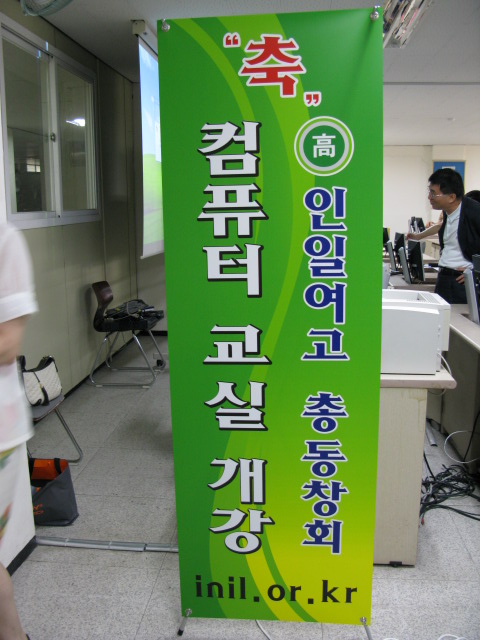 “축”
高 인일여고 총동창회
컴퓨터 교실 개강
inil.or.kr